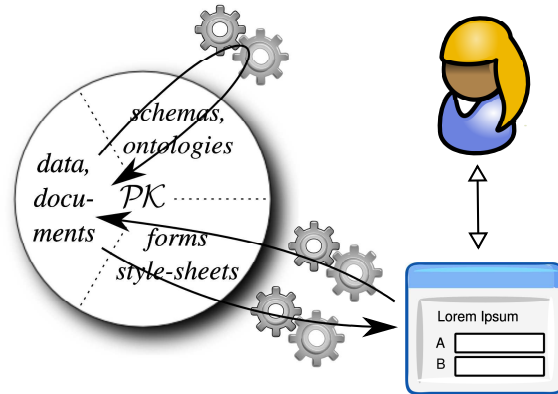 schemas,
ontologies
data,
docu-
ments
PK
forms
style-sheets
Lorem Ipsum
A
B